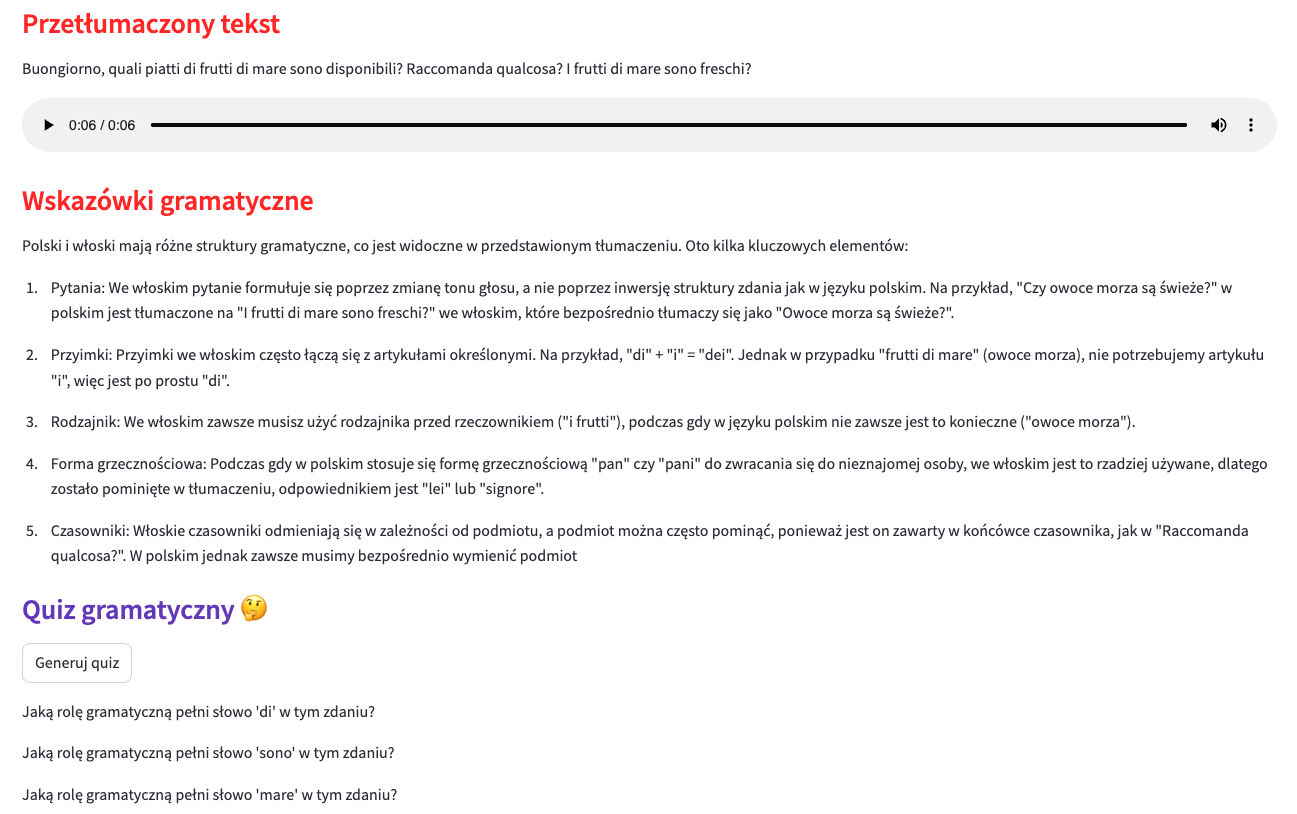 Przetłumaczony tekst
Buongiorno, quali piatti di frutti di mare sono disponibili? Raccomanda qualcosa? I frutti di mare sono freschi?
0:06 / 0:06
Wskazówki gramatyczne
Polski i włoski mają różne struktury gramatyczne, co jest widoczne w przedstawionym tłumaczeniu. Oto kilka kluczowych elementów:
1. Pytania: We włoskim pytanie formułuje się poprzez zmianę tonu głosu, a nie poprzez inwersję struktury zdania jak w języku polskim. Na przykład, "Czy owoce morza są świeże?" w
polskim jest tłumaczone na "I frutti di mare sono freschi?" we włoskim, które bezpośrednio tłumaczy się jako "Owoce morza są świeże?".
2. Przyimki: Przyimki we włoskim często łączą się z artykułami określonymi. Na przykład, "di" + "i" = "dei". Jednak w przypadku "frutti di mare" (owoce morza), nie potrzebujemy artykułu
"i", więc jest po prostu "di".
3. Rodzajnik: We włoskim zawsze musisz użyć rodzajnika przed rzeczownikiem ("i frutti"), podczas gdy w języku polskim nie zawsze jest to konieczne ("owoce morza").
4. Forma grzecznościowa: Podczas gdy w polskim stosuje się formę grzecznościową "pan" czy "pani" do zwracania się do nieznajomej osoby, we włoskim jest to rzadziej używane, dlatego
zostało pominięte w tłumaczeniu, odpowiednikiem jest "lei" lub "signore".
5. Czasowniki: Włoskie czasowniki odmieniają się w zależności od podmiotu, a podmiot można często pominąć, ponieważ jest on zawarty w końcówce czasownika, jak w "Raccomanda
qualcosa?". W polskim jednak zawsze musimy bezpośrednio wymienić podmiot
Quiz gramatyczny 🤔
Generuj quiz
Jaką rolę gramatyczną pełni słowo 'di' w tym zdaniu?
Jaką rolę gramatyczną pełni słowo 'sono' w tym zdaniu?
Jaką rolę gramatyczną pełni słowo 'mare' w tym zdaniu?